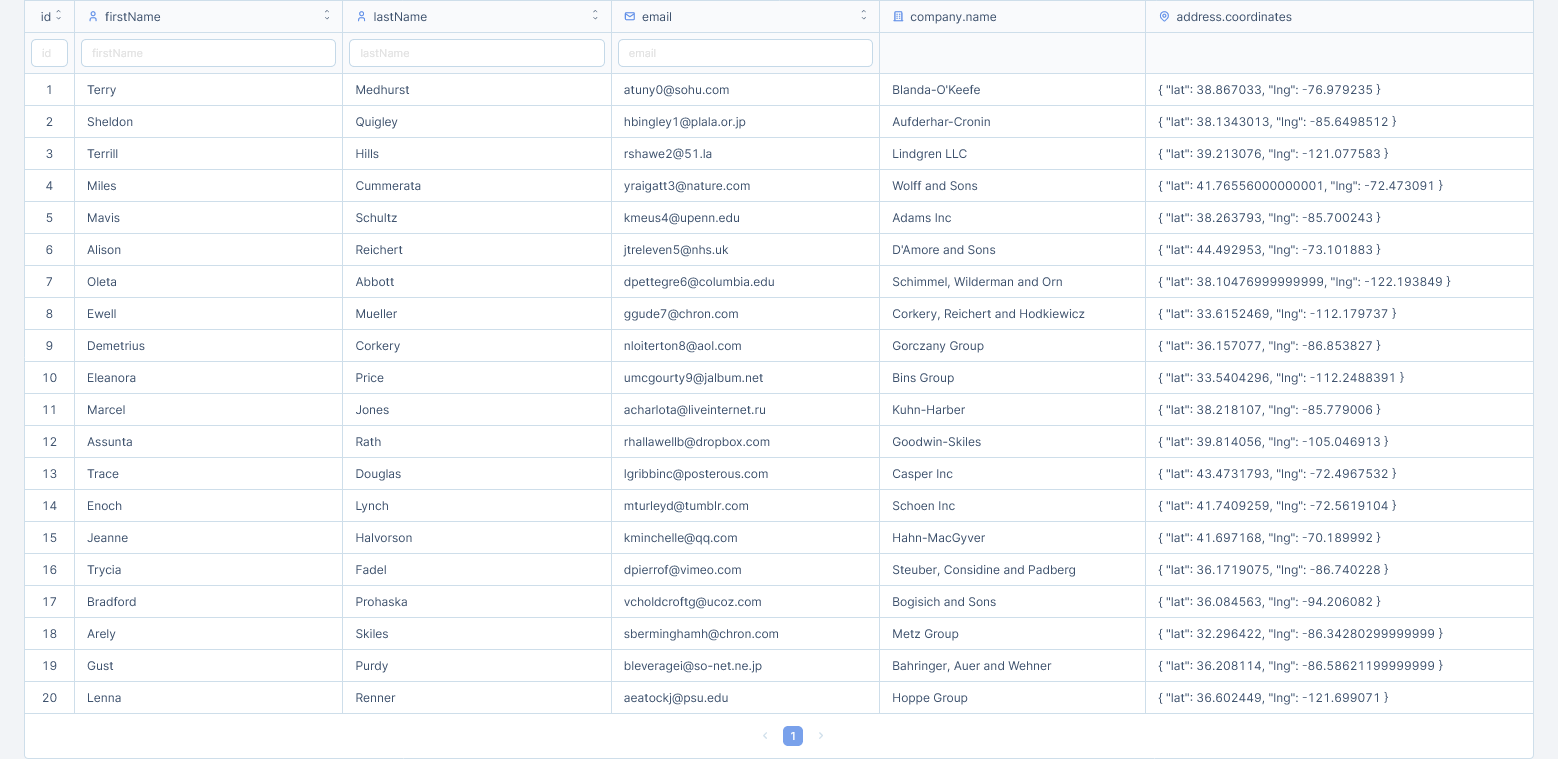 id firstName lastName email company.name address.coordinates
id firstName lastName email
1 Terry Medhurst atuny0@sohu.com Blanda-O'Keefe { "lat": 38.867033, "lng": -76.979235 }
2 Sheldon Quigley hbingley1@plala.or.jp Aufderhar-Cronin { "lat": 38.1343013, "lng": -85.6498512 }
3 Terrill Hills rshawe2@51.la Lindgren LLC { "lat": 39.213076, "lng": -121.077583 }
4 Miles Cummerata yraigatt3@nature.com Wolff and Sons { "lat": 41.76556000000001, "lng": -72.473091 }
5 Mavis Schultz kmeus4@upenn.edu Adams Inc { "lat": 38.263793, "lng": -85.700243 }
6 Alison Reichert jtreleven5@nhs.uk D'Amore and Sons { "lat": 44.492953, "lng": -73.101883 }
7 Oleta Abbott dpettegre6@columbia.edu Schimmel, Wilderman and Orn { "lat": 38.10476999999999, "lng": -122.193849 }
8 Ewell Mueller ggude7@chron.com Corkery, Reichert and Hodkiewicz { "lat": 33.6152469, "lng": -112.179737 }
9 Demetrius Corkery nloiterton8@aol.com Gorczany Group { "lat": 36.157077, "lng": -86.853827 }
10 Eleanora Price umcgourty9@jalbum.net Bins Group { "lat": 33.5404296, "lng": -112.2488391 }
11 Marcel Jones acharlota@liveinternet.ru Kuhn-Harber { "lat": 38.218107, "lng": -85.779006 }
12 Assunta Rath rhallawellb@dropbox.com Goodwin-Skiles { "lat": 39.814056, "lng": -105.046913 }
13 Trace Douglas lgribbinc@posterous.com Casper Inc { "lat": 43.4731793, "lng": -72.4967532 }
14 Enoch Lynch mturleyd@tumblr.com Schoen Inc { "lat": 41.7409259, "lng": -72.5619104 }
15 Jeanne Halvorson kminchelle@qq.com Hahn-MacGyver { "lat": 41.697168, "lng": -70.189992 }
16 Trycia Fadel dpierrof@vimeo.com Steuber, Considine and Padberg { "lat": 36.1719075, "lng": -86.740228 }
17 Bradford Prohaska vcholdcroftg@ucoz.com Bogisich and Sons { "lat": 36.084563, "lng": -94.206082 }
18 Arely Skiles sberminghamh@chron.com Metz Group { "lat": 32.296422, "lng": -86.34280299999999 }
19 Gust Purdy bleveragei@so-net.ne.jp Bahringer, Auer and Wehner { "lat": 36.208114, "lng": -86.58621199999999 }
20 Lenna Renner aeatockj@psu.edu Hoppe Group { "lat": 36.602449, "lng": -121.699071 }
1